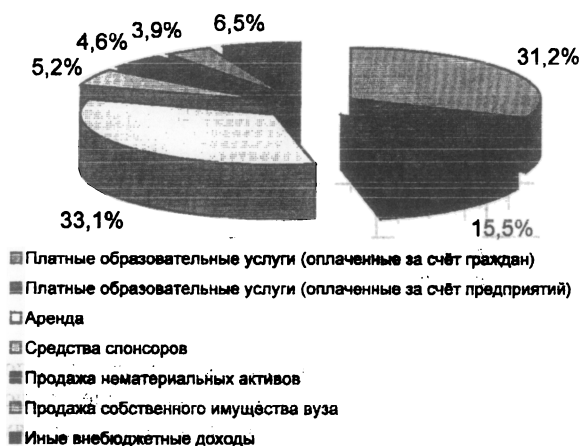 6,5%
3,9%
4,6%
5,2%
31,2%
33,1%
15,5%
Платные образовательные услуги (оплаченные за счёт граждан)
Платные образовательные услуги (оплаченные за счёт предприятий)
Аренда
Средства спонсоров
Продажа нематериальных активов
Продажа собственного имущества вуза
Иные внебюджетные доходы